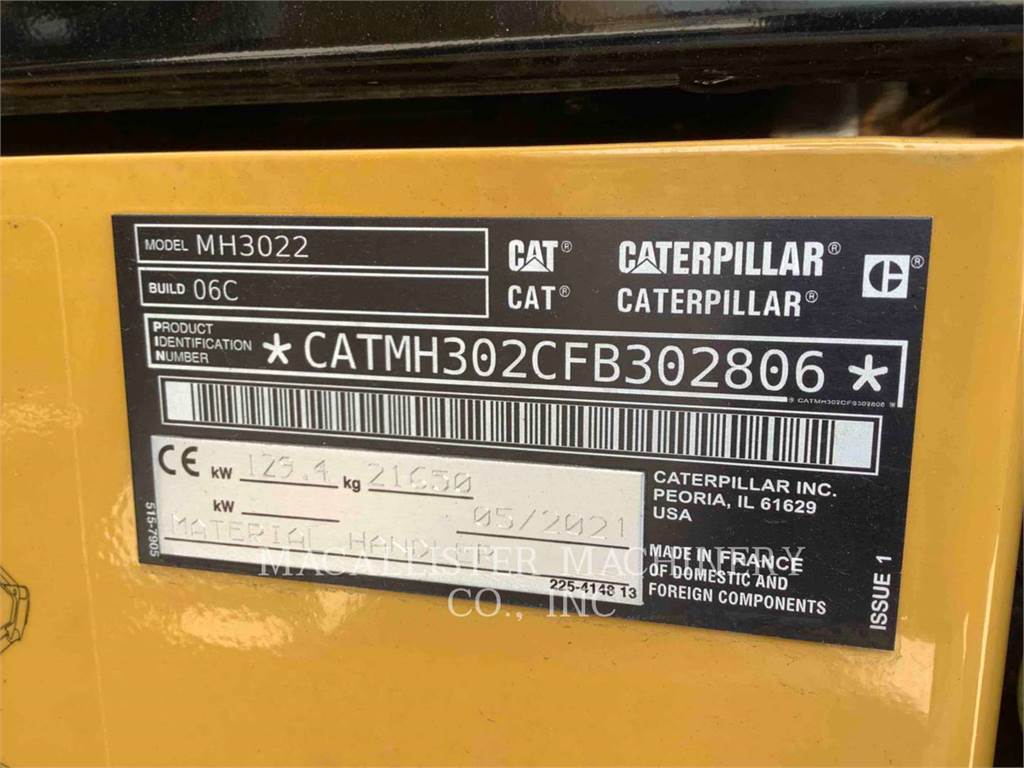 MODEL MH3022
BUILD 06C
CAT® CATERPILLAR®
CAT® CATERPILLAR®
PRODUCT IDENTIFICATION NUMBER *CATMH302CFB302806*
® CATMH302CFB302806
CE kW 129.4 kg 21650
kW 05/2021
MATERIAL HANDLER
225-4148 13
515-7905
CATERPILLAR INC.
PEORIA, IL 61629
USA
MADE IN FRANCE
OF DOMESTIC AND
FOREIGN COMPONENTS
ISSUE 1
MACALLISTER MACHINERY
CO., INC